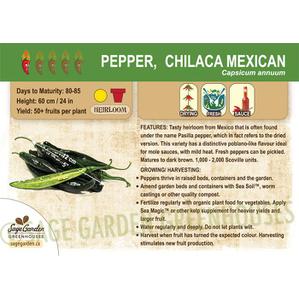 PEPPER, CHILACA MEXICAN
Capsicum annuum
Days to Maturity: 80-85
Height: 60 cm / 24 in
Yield: 50+ fruits per plant
HEIRLOOM
DRYING
FRESH
SAUCE
FEATURES: Tasty heirloom from Mexico that is often found
under the name Pasilla pepper, which in fact refers to the dried
version. This variety has a distinctive poblano-like flavour ideal
for mole sauces, with mild heat. Fresh peppers can be pickled.
Matures to dark brown. 1,000 - 2,000 Scoville units.
GROWING/ HARVESTING:
• Peppers thrive in raised beds, containers and the garden.
• Amend garden beds and containers with Sea Soil™, worm
castings or other quality compost.
• Fertilize regularly with organic plant food for vegetables. Apply
Sea Magic™ or other kelp supplement for heavier yields and
larger fruit.
• Water regularly and deeply. Do not let plants wilt.
• Harvest when fruit has turned the expected colour. Harvesting
stimulates new fruit production.
Sage Garden
GREENHOUSES
sagegarden.ca